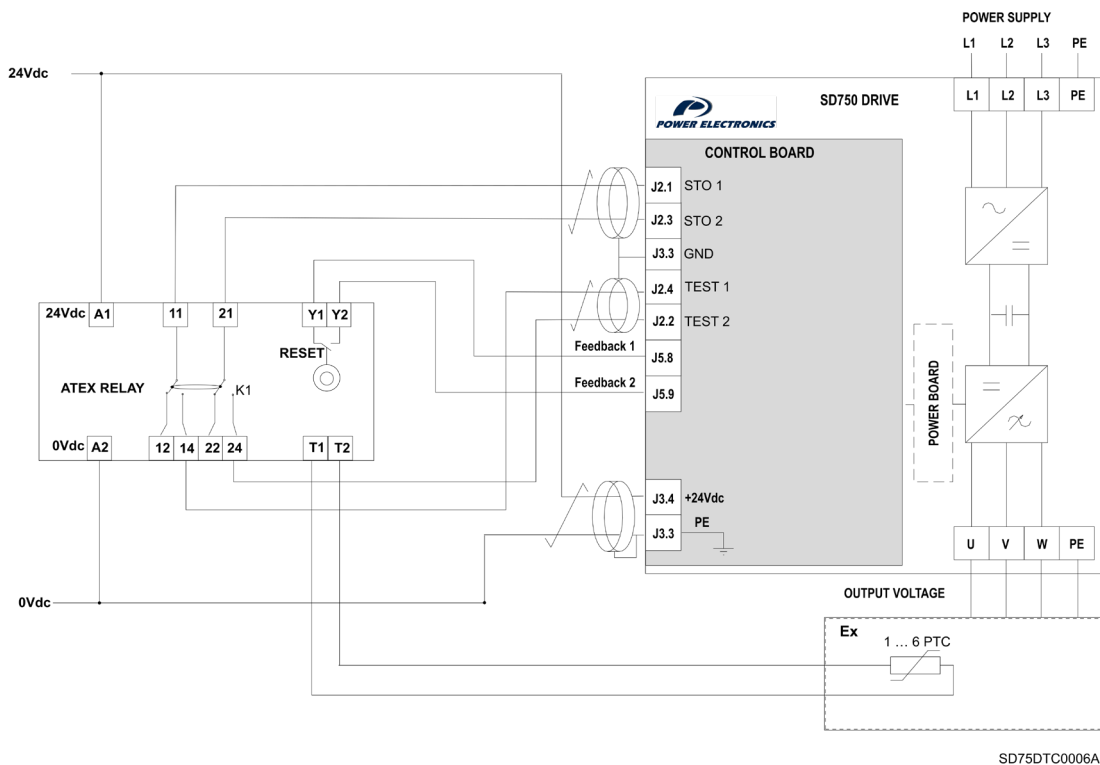 POWER SUPPLY
L1 L2 L3 PE
24Vdc
L1 L2 L3 PE
SD750 DRIVE
POWER ELECTRONICS
CONTROL BOARD
J2.1 STO 1
J2.3 STO 2
J3.3 GND
J2.4 TEST 1
J2.2 TEST 2
Feedback 1
J5.8
Feedback 2
J5.9
24Vdc A1 11 21 Y1 Y2
RESET
ATEX RELAY
K1
0Vdc A2 12 14 22 24 T1 T2
POWER BOARD
J3.4 +24Vdc
J3.3 PE
U V W PE
OUTPUT VOLTAGE
0Vdc
Ex
1 ... 6 PTC
SD75DTC0006A